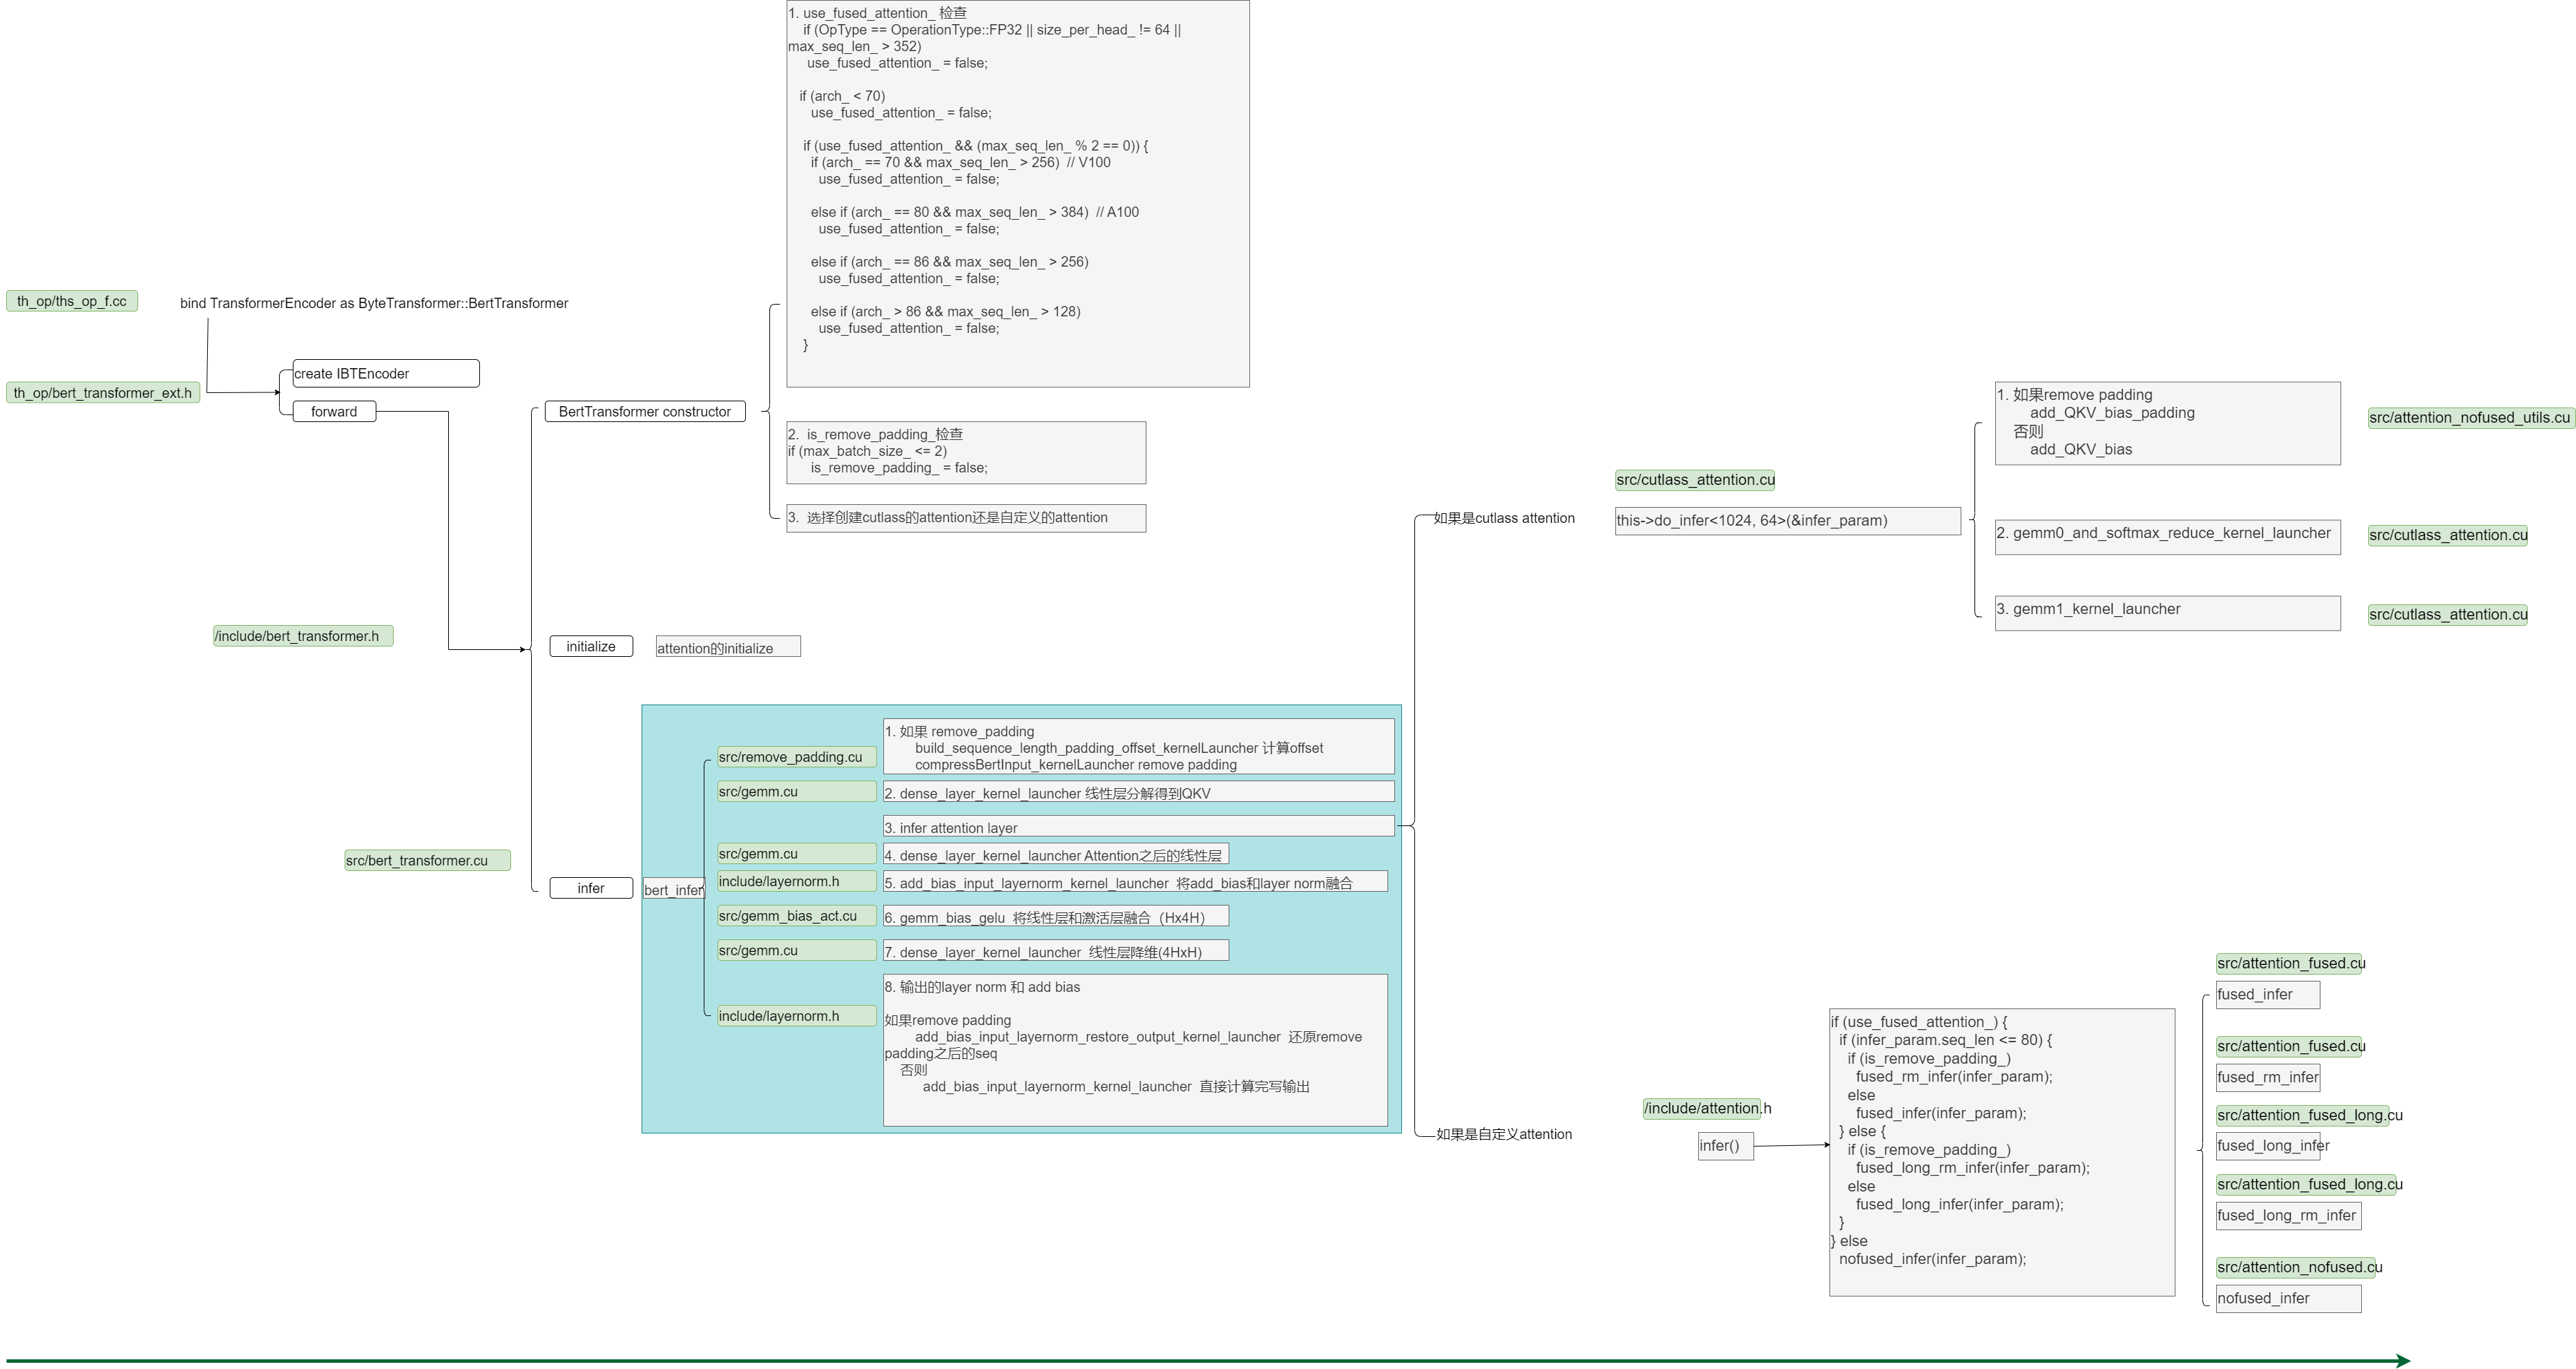 th_op/ths_op_f.cc
bind TransformerEncoder as ByteTransformer::BertTransformer
th_op/bert_transformer_ext.h
create IBTEncoder
forward
/include/bert_transformer.h
src/bert_transformer.cu
BertTransformer constructor
1. use_fused_attention_ 检查
if (OpType == OperationType::FP32 || size_per_head_ != 64 ||
max_seq_len_ > 352)
use_fused_attention_ = false;
if (arch_ < 70)
use_fused_attention_ = false;
if (use_fused_attention_ && (max_seq_len_ % 2 == 0)) {
if (arch_ == 70 && max_seq_len_ > 256)  // V100
use_fused_attention_ = false;
else if (arch_ == 80 && max_seq_len_ > 384)  // A100
use_fused_attention_ = false;
else if (arch_ == 86 && max_seq_len_ > 256)
use_fused_attention_ = false;
else if (arch_ > 86 && max_seq_len_ > 128)
use_fused_attention_ = false;
}
2.  is_remove_padding_检查
if (max_batch_size_ <= 2)
is_remove_padding_ = false;
3.  选择创建cutlass的attention还是自定义的attention
initialize
attention的initialize
infer
bert_infer
src/remove_padding.cu
1. 如果 remove_padding
build_sequence_length_padding_offset_kernelLauncher 计算offset
compressBertInput_kernelLauncher remove padding
src/gemm.cu
2. dense_layer_kernel_launcher 线性层分解得到QKV
3. infer attention layer
src/gemm.cu
4. dense_layer_kernel_launcher Attention之后的线性层
include/layernorm.h
5. add_bias_input_layernorm_kernel_launcher  将add_bias和layer norm融合
src/gemm_bias_act.cu
6. gemm_bias_gelu  将线性层和激活层融合（Hx4H）
src/gemm.cu
7. dense_layer_kernel_launcher  线性层降维(4HxH)
include/layernorm.h
8. 输出的layer norm 和 add bias
如果remove padding
add_bias_input_layernorm_restore_output_kernel_launcher  还原remove
padding之后的seq
否则
add_bias_input_layernorm_kernel_launcher  直接计算完写输出
如果是cutlass attention
src/cutlass_attention.cu
this->do_infer<1024, 64>(&infer_param)
1. 如果remove padding
add_QKV_bias_padding
否则
add_QKV_bias
src/attention_nofused_utils.cu
2. gemm0_and_softmax_reduce_kernel_launcher
src/cutlass_attention.cu
3. gemm1_kernel_launcher
src/cutlass_attention.cu
如果是自定义attention
/include/attention.h
infer()
if (use_fused_attention_) {
if (infer_param.seq_len <= 80) {
if (is_remove_padding_)
fused_rm_infer(infer_param);
else
fused_infer(infer_param);
} else {
if (is_remove_padding_)
fused_long_rm_infer(infer_param);
else
fused_long_infer(infer_param);
}
} else
nofused_infer(infer_param);
src/attention_fused.cu
fused_infer
src/attention_fused.cu
fused_rm_infer
src/attention_fused_long.cu
fused_long_infer
src/attention_fused_long.cu
fused_long_rm_infer
src/attention_nofused.cu
nofused_infer